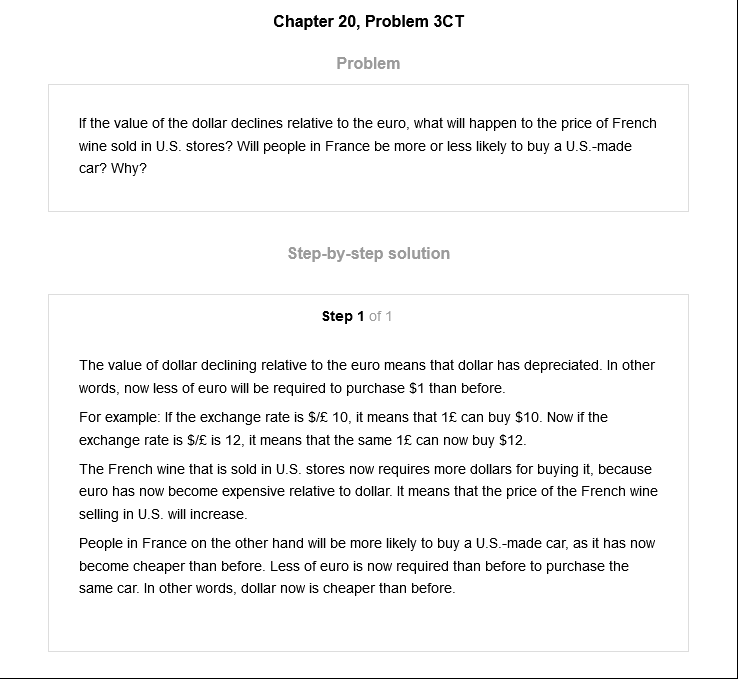 Chapter 20, Problem 3CT
Problem
If the value of the dollar declines relative to the euro, what will happen to the price of French
wine sold in U.S. stores? Will people in France be more or less likely to buy a U.S.-made
car? Why?
Step-by-step solution
Step 1 of 1
The value of dollar declining relative to the euro means that dollar has depreciated. In other
words, now less of euro will be required to purchase $1 than before.
For example: If the exchange rate is $/£ 10, it means that 1£ can buy $10. Now if the
exchange rate is $/£ is 12, it means that the same 1£ can now buy $12.
The French wine that is sold in U.S. stores now requires more dollars for buying it, because
euro has now become expensive relative to dollar. It means that the price of the French wine
selling in U.S. will increase.
People in France on the other hand will be more likely to buy a U.S.-made car, as it has now
become cheaper than before. Less of euro is now required than before to purchase the
same car. In other words, dollar now is cheaper than before.